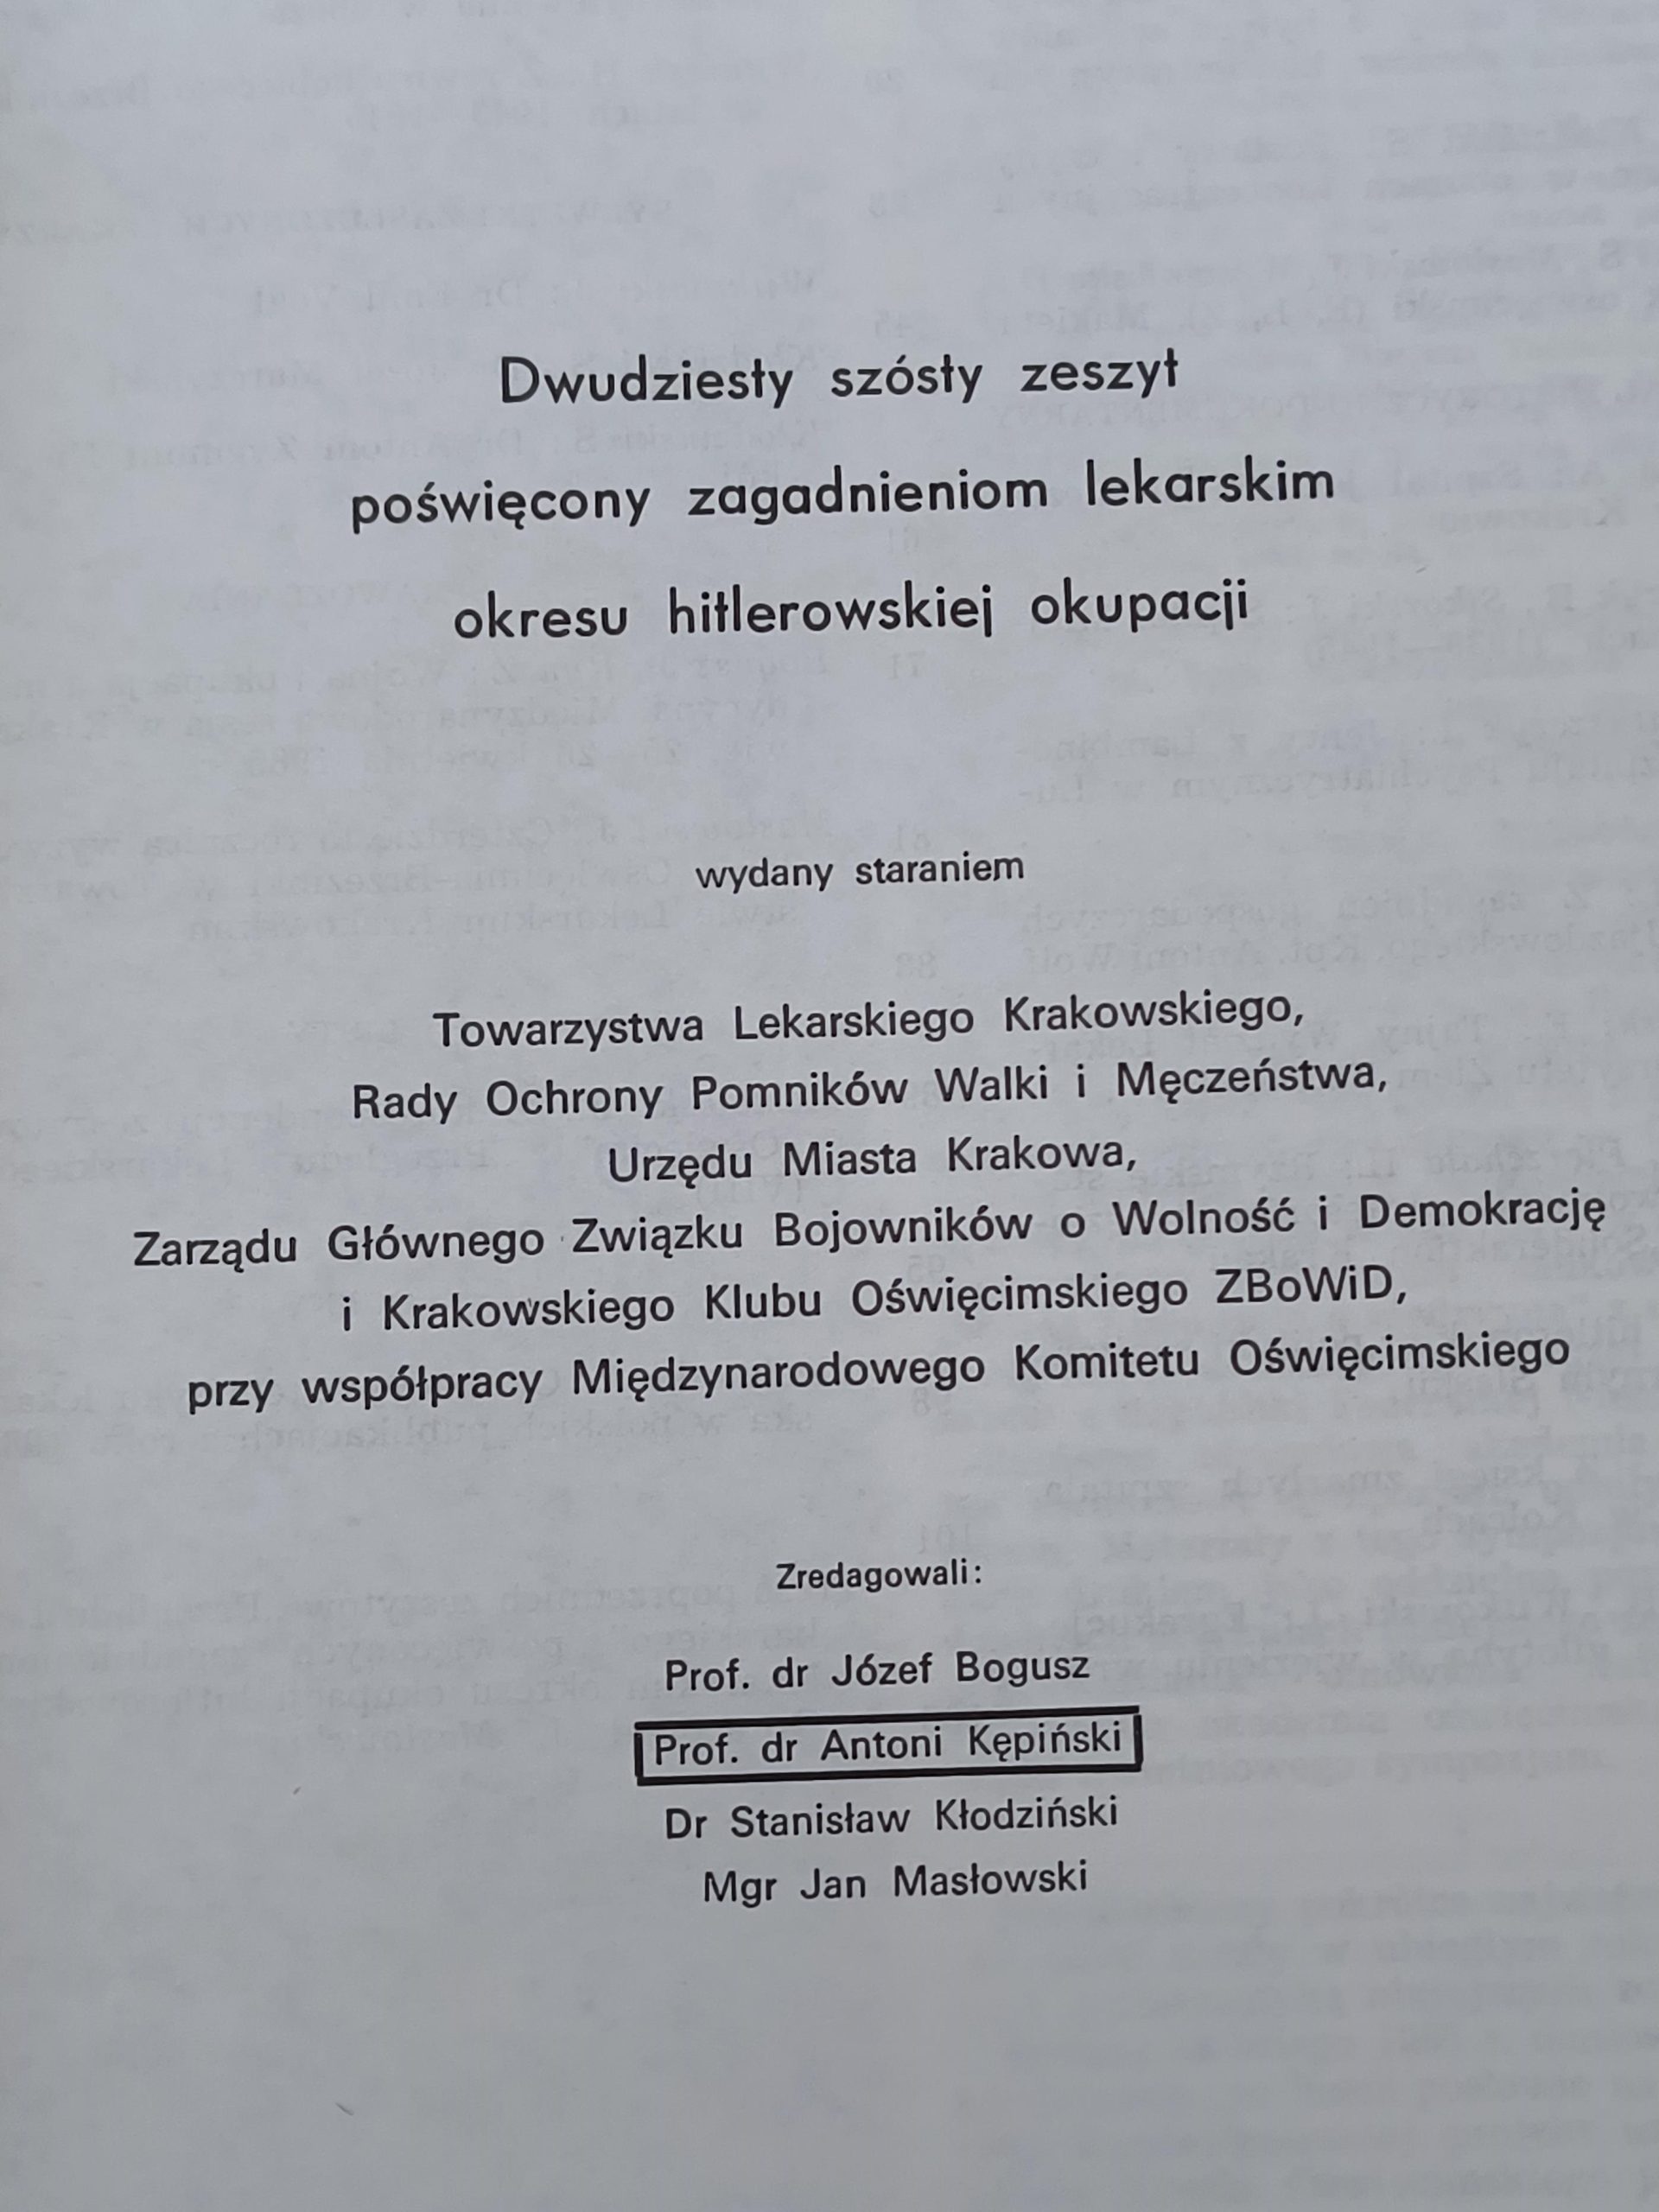 Dwudziesty szósty zeszyt
poświęcony zagadnieniom lekarskim
okresu hitlerowskiej okupacji
wydany staraniem
Towarzystwa Lekarskiego Krakowskiego,
Rady Ochrony Pomników Walki i Męczeństwa,
Urzędu Miasta Krakowa,
Zarządu Głównego Związku Bojowników o Wolność i Demokrację
i Krakowskiego Klubu Oświęcimskiego ZBoWiD,
przy współpracy Międzynarodowego Komitetu Oświęcimskiego
Zredagowali:
Prof. dr Józef Bogusz
Prof. dr Antoni Kępiński
Dr Stanisław Kłodziński
Mgr Jan Masłowski